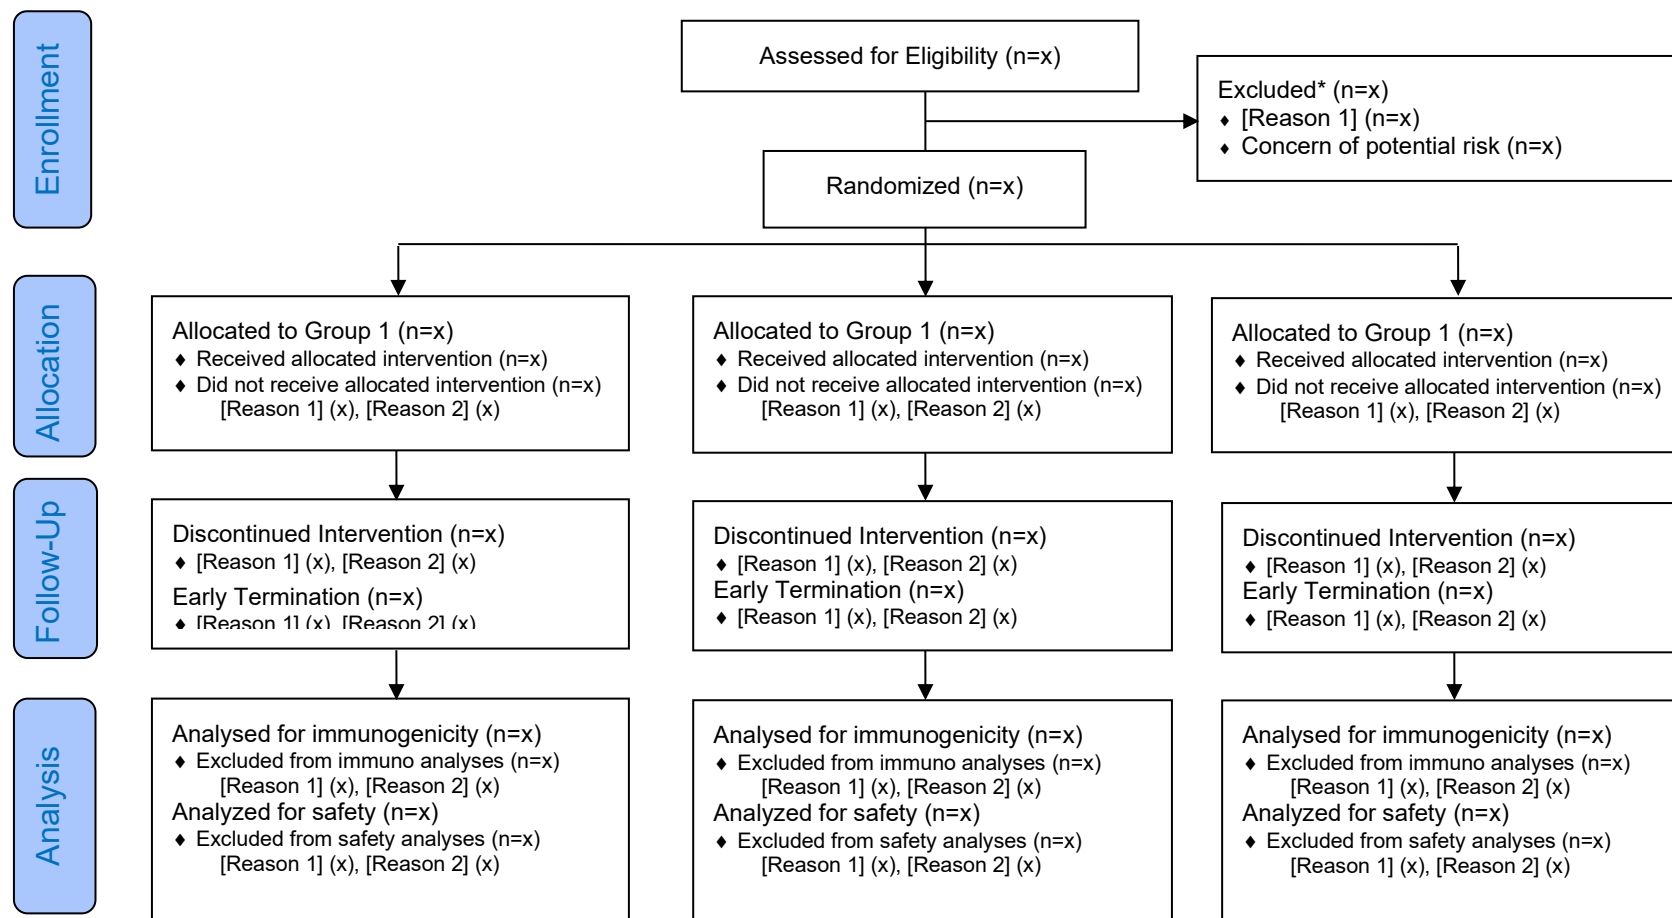 Enrollment
Assessed for Eligibility (n=x)
Excluded* (n=x)
♦ [Reason 1] (n=x)
♦ Concern of potential risk (n=x)
Randomized (n=x)
Allocation
Allocated to Group 1 (n=x)
♦ Received allocated intervention (n=x)
♦ Did not receive allocated intervention (n=x)
[Reason 1] (x), [Reason 2] (x)
Allocated to Group 1 (n=x)
♦ Received allocated intervention (n=x)
♦ Did not receive allocated intervention (n=x)
[Reason 1] (x), [Reason 2] (x)
Allocated to Group 1 (n=x)
♦ Received allocated intervention (n=x)
♦ Did not receive allocated intervention (n=x)
[Reason 1] (x), [Reason 2] (x)
Follow-Up
Discontinued Intervention (n=x)
♦ [Reason 1] (x), [Reason 2] (x)
Early Termination (n=x)
♦ [Reason 1] (x), [Reason 2] (x)
Discontinued Intervention (n=x)
♦ [Reason 1] (x), [Reason 2] (x)
Early Termination (n=x)
♦ [Reason 1] (x), [Reason 2] (x)
Discontinued Intervention (n=x)
♦ [Reason 1] (x), [Reason 2] (x)
Early Termination (n=x)
♦ [Reason 1] (x), [Reason 2] (x)
Analysis
Analysed for immunogenicity (n=x)
♦ Excluded from immuno analyses (n=x)
[Reason 1] (x), [Reason 2] (x)
Analyzed for safety (n=x)
♦ Excluded from safety analyses (n=x)
[Reason 1] (x), [Reason 2] (x)
Analysed for immunogenicity (n=x)
♦ Excluded from immuno analyses (n=x)
[Reason 1] (x), [Reason 2] (x)
Analyzed for safety (n=x)
♦ Excluded from safety analyses (n=x)
[Reason 1] (x), [Reason 2] (x)
Analysed for immunogenicity (n=x)
♦ Excluded from immuno analyses (n=x)
[Reason 1] (x), [Reason 2] (x)
Analyzed for safety (n=x)
♦ Excluded from safety analyses (n=x)
[Reason 1] (x), [Reason 2] (x)